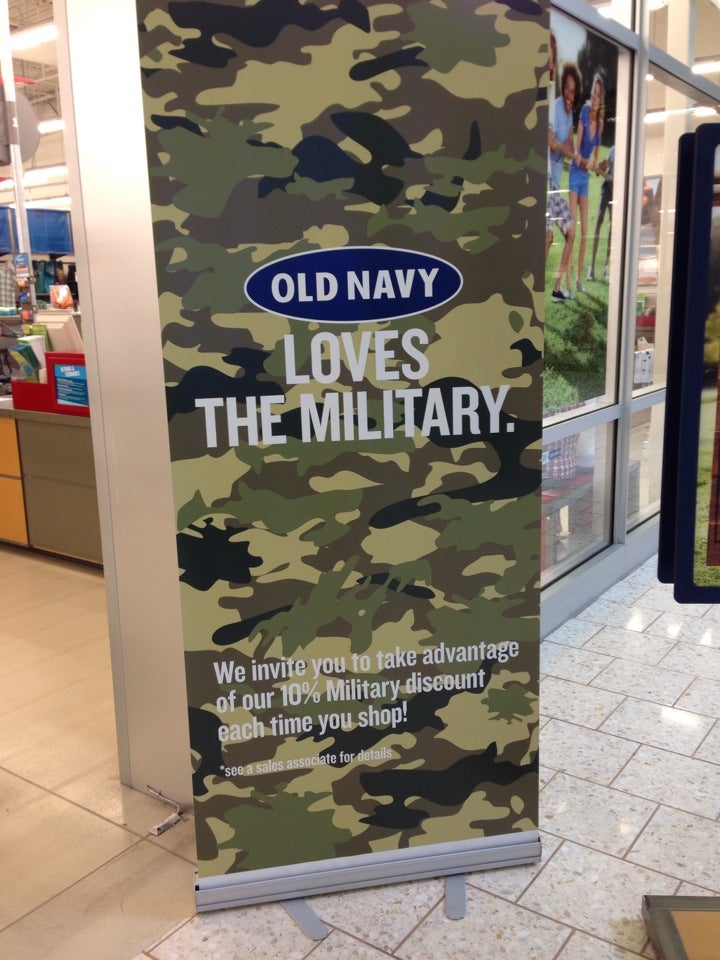 OLD NAVY
LOVES
THE MILITARY.
We invite you to take advantage
of our 10% Military discount
each time you shop!
*see a sales associate for details